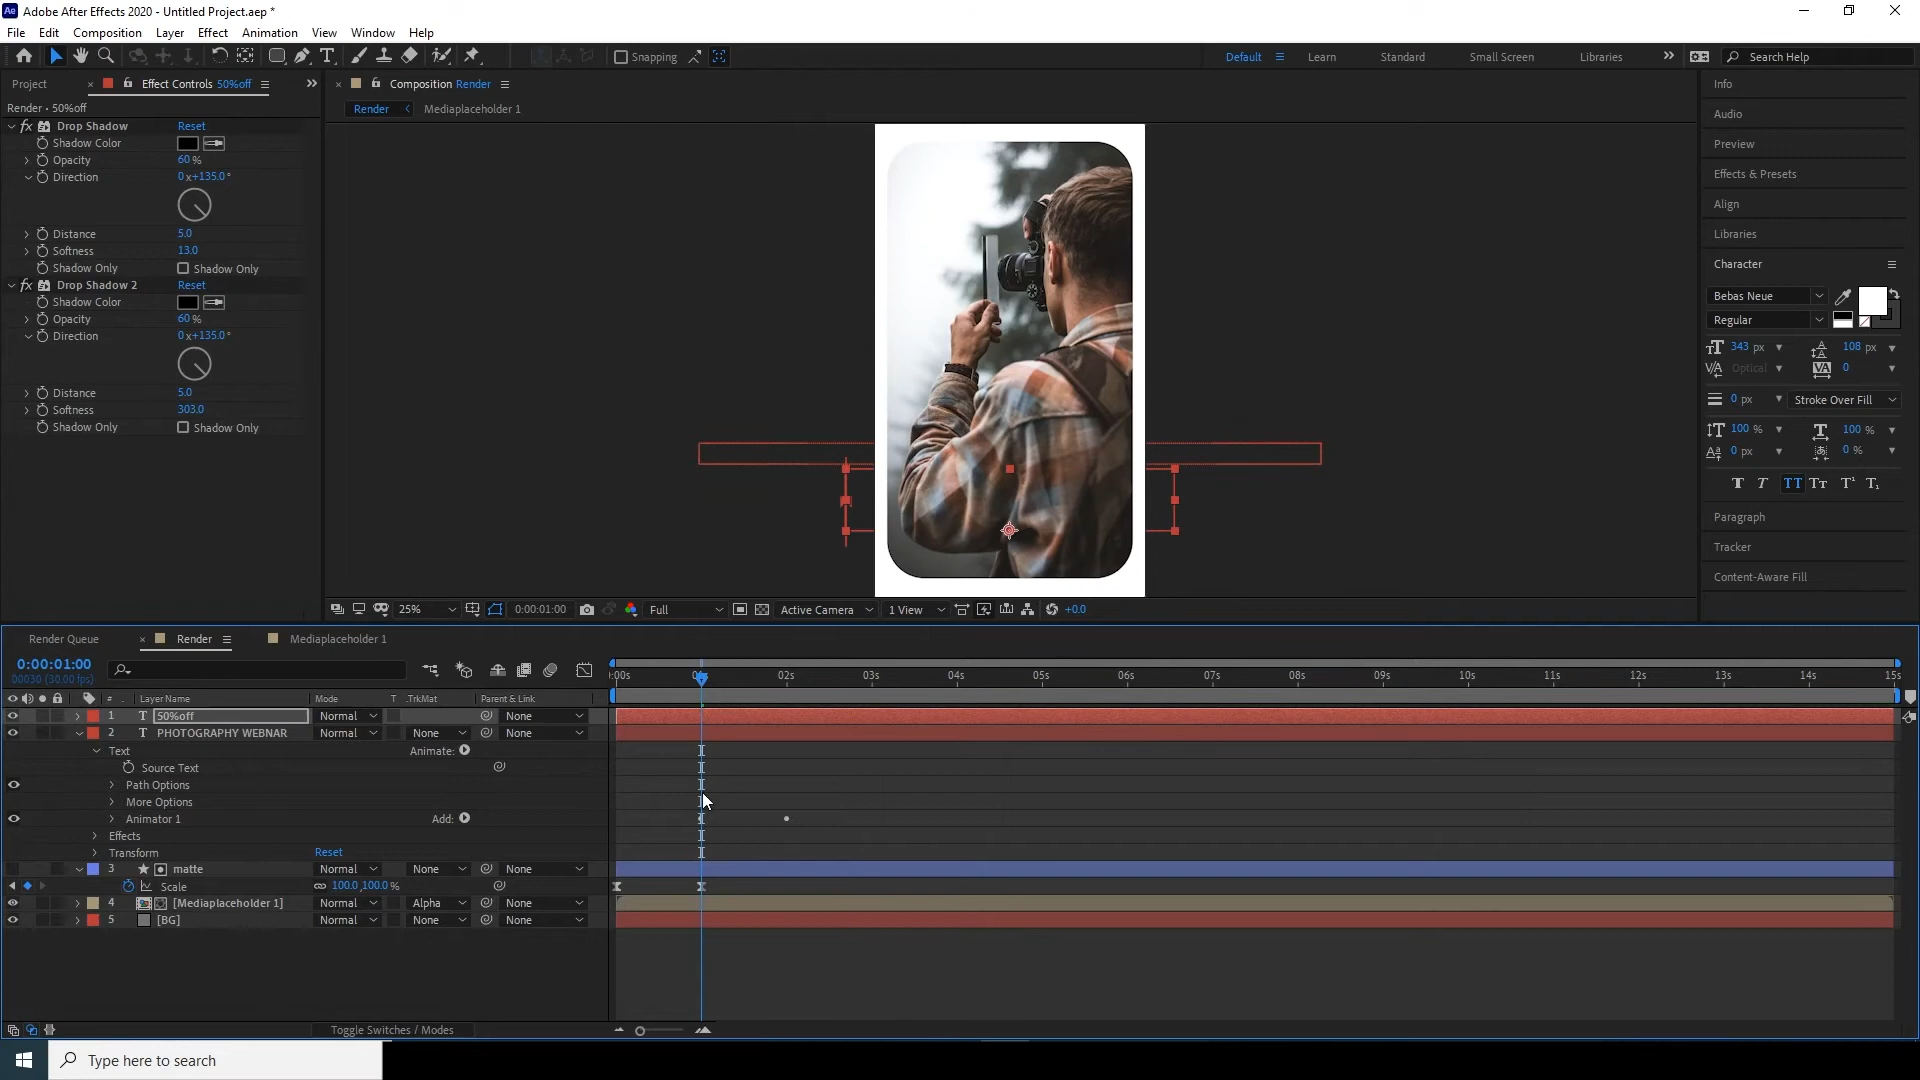 Adobe After Effects 2020 - Untitled Project.aep *
File Edit Composition Layer Effect Animation View Window Help
Snapping Default Learn Standard Small Screen Libraries Search Help
Project Effect Controls 50%off
Composition Render
Render Mediaplaceholder 1
Render • 50%off
fx Drop Shadow Reset
Shadow Color
Opacity 60 %
Direction 0 x+135.0 °
Distance 5.0
Softness 13.0
Shadow Only Shadow Only
fx Drop Shadow 2 Reset
Shadow Color
Opacity 60 %
Direction 0 x+135.0 °
Distance 5.0
Softness 303.0
Shadow Only Shadow Only
25% 0:00:01:00 Full Active Camera 1 View +0.0
Info
Audio
Preview
Effects & Presets
Align
Libraries
Character
Bebas Neue
Regular
343 px 108 px
Optical 0
0 px Stroke Over Fill
100 % 100 %
0 px 0 %
T T TT Tt T¹ T₁
Paragraph
Tracker
Content-Aware Fill
Render Queue Render Mediaplaceholder 1
0:00:01:00
00030 (30.00 fps)
:00s 02s 03s 04s 05s 06s 07s 08s 09s 10s 11s 12s 13s 14s 15s
# Layer Name Mode T .TrkMat Parent & Link
1 T 50%off Normal None
2 T PHOTOGRAPHY WEBNAR Normal None None
Text Animate:
Source Text
Path Options
More Options
Animator 1 Add:
Effects
Transform Reset
3 matte Normal None None
Scale 100.0,100.0 %
4 [Mediaplaceholder 1] Normal Alpha None
5 [BG] Normal None None
Toggle Switches / Modes
Type here to search